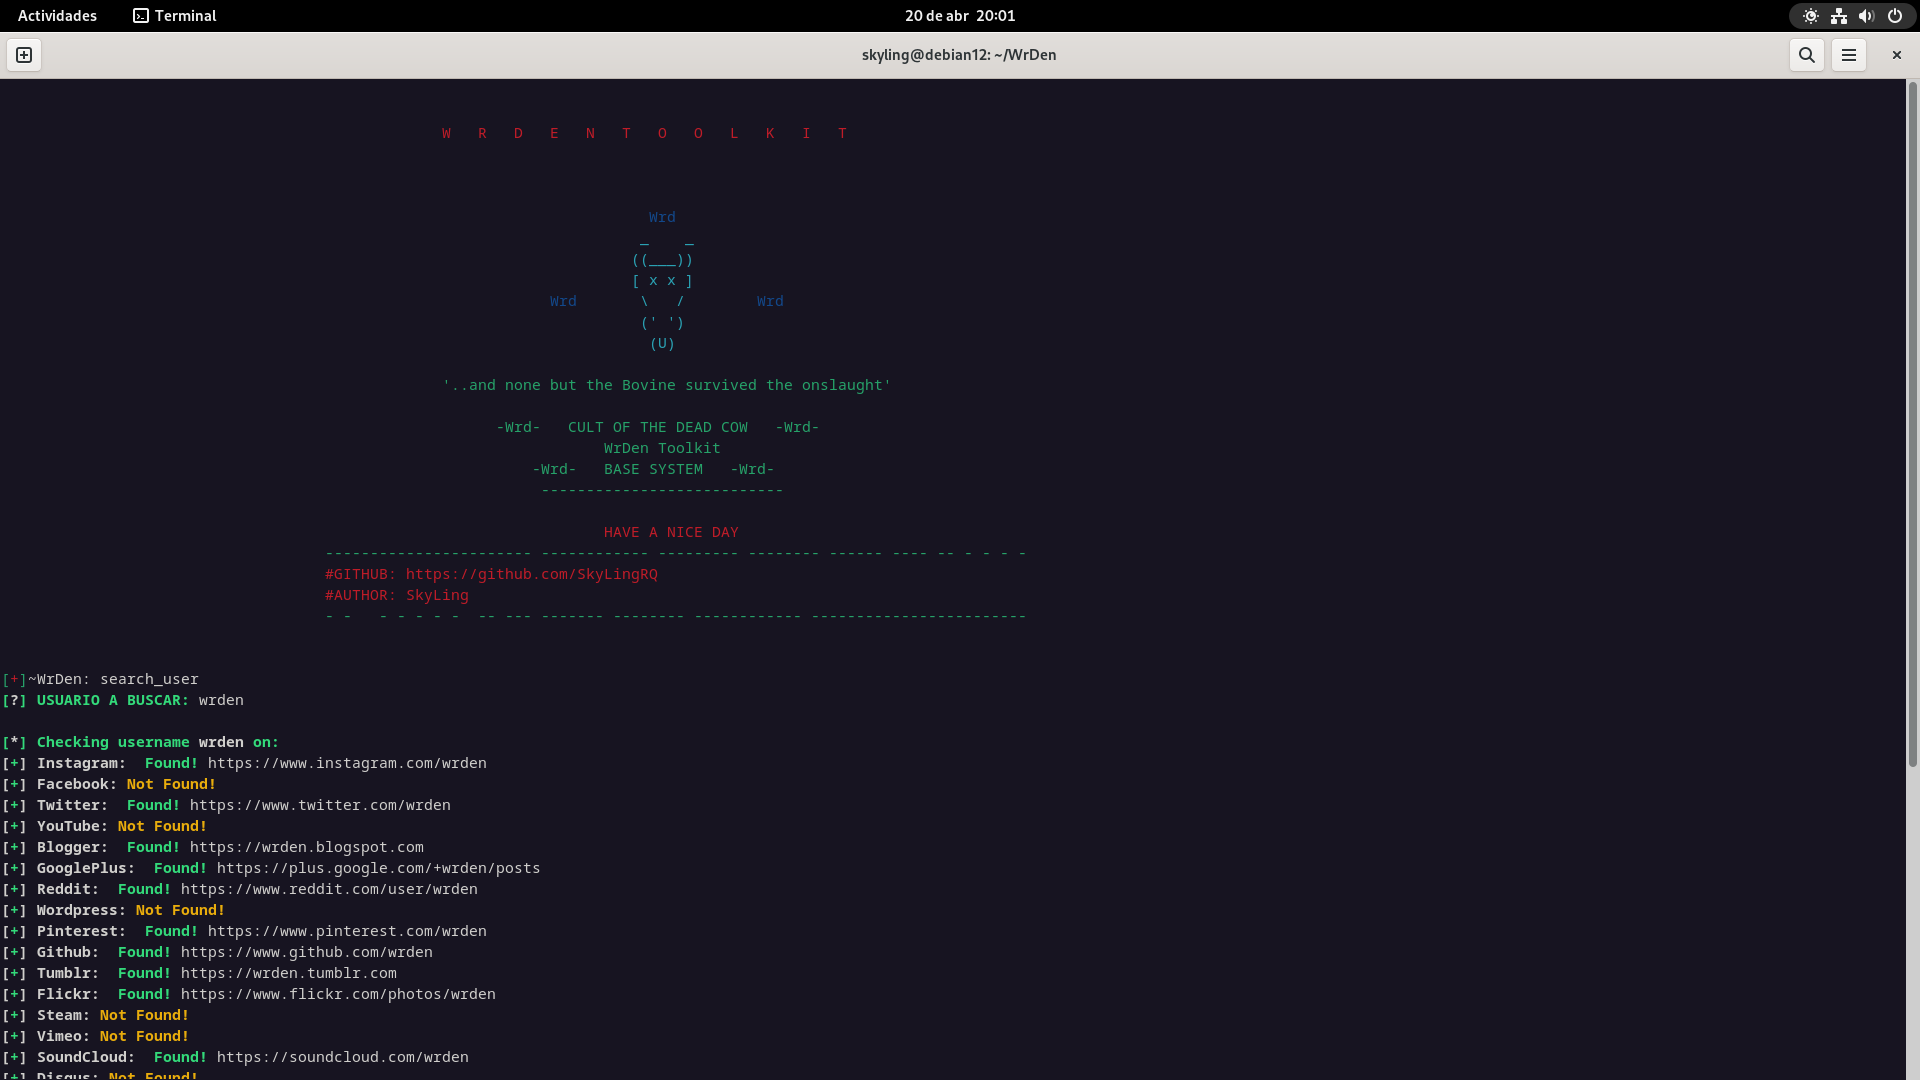 Actividades Terminal 20 de abr 20:01
skyling@debian12: ~/WrDen
W R D E N T O O L K I T
Wrd
_    _
((___))
[ x x ]
Wrd \   / Wrd
(' ')
(U)
'..and none but the Bovine survived the onslaught'
-Wrd-   CULT OF THE DEAD COW   -Wrd-
WrDen Toolkit
-Wrd-   BASE SYSTEM   -Wrd-
---------------------------
HAVE A NICE DAY
----------------------- ------------ --------- -------- ------ ---- -- - - - -
#GITHUB: https://github.com/SkyLingRQ
#AUTHOR: SkyLing
- -   - - - - -  -- --- ------- -------- ------------ ------------------------
[+]~WrDen: search_user
[?] USUARIO A BUSCAR: wrden
[*] Checking username wrden on:
[+] Instagram:  Found! https://www.instagram.com/wrden
[+] Facebook: Not Found!
[+] Twitter:  Found! https://www.twitter.com/wrden
[+] YouTube: Not Found!
[+] Blogger:  Found! https://wrden.blogspot.com
[+] GooglePlus:  Found! https://plus.google.com/+wrden/posts
[+] Reddit:  Found! https://www.reddit.com/user/wrden
[+] Wordpress: Not Found!
[+] Pinterest:  Found! https://www.pinterest.com/wrden
[+] Github:  Found! https://www.github.com/wrden
[+] Tumblr:  Found! https://wrden.tumblr.com
[+] Flickr:  Found! https://www.flickr.com/photos/wrden
[+] Steam: Not Found!
[+] Vimeo: Not Found!
[+] SoundCloud:  Found! https://soundcloud.com/wrden
[+] Disqus: Not Found!